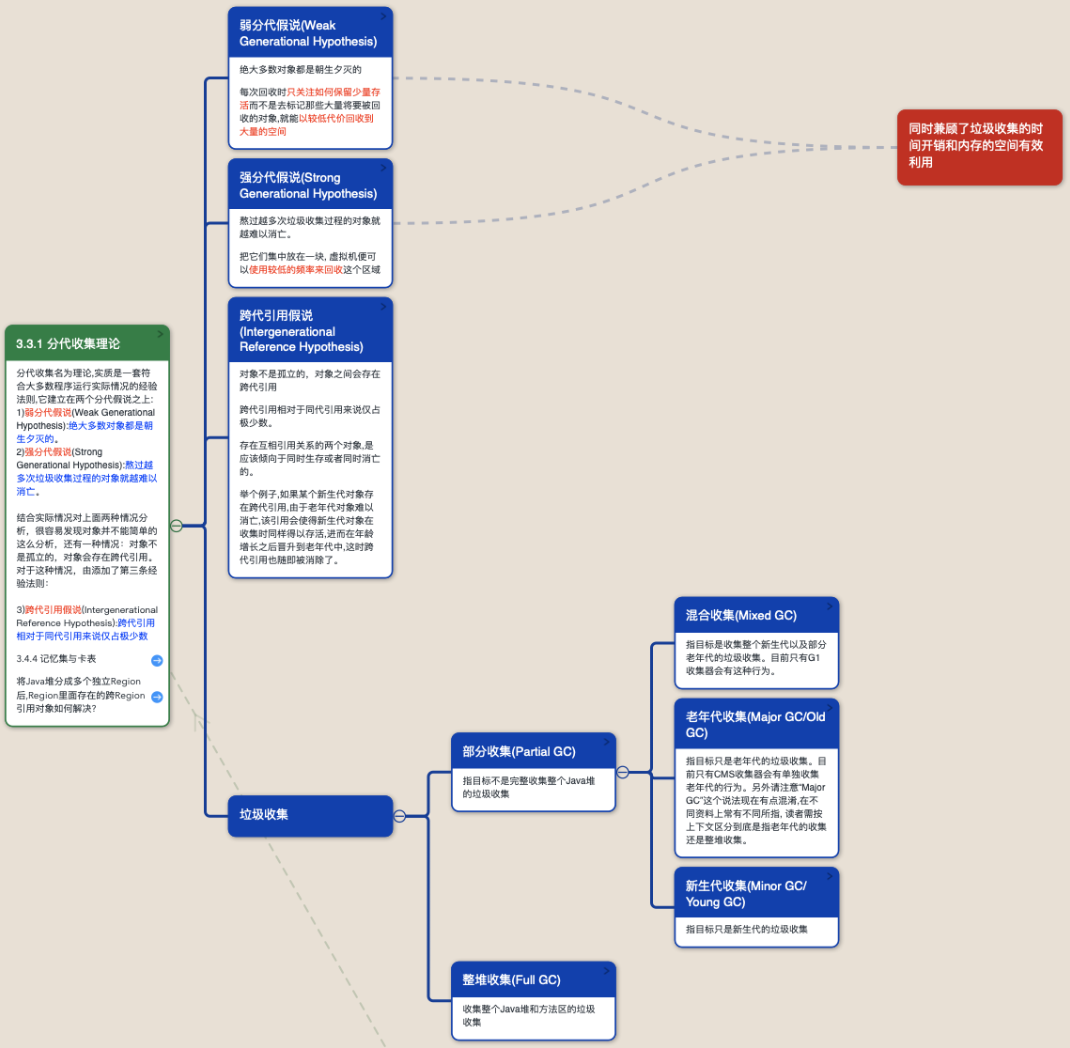 3.3.1 分代收集理论
分代收集名为理论,实质是一套符
合大多数程序运行实际情况的经验
法则,它建立在两个分代假说之上:
1)弱分代假说(Weak Generational
Hypothesis):绝大多数对象都是朝
生夕灭的。
2)强分代假说(Strong
Generational Hypothesis):熬过越
多次垃圾收集过程的对象就越难以
消亡。
结合实际情况对上面两种情况分
析，很容易发现对象并不能简单的
这么分析，还有一种情况：对象不
是孤立的，对象会存在跨代引用。
对于这种情况，由添加了第三条经
验法则：
3)跨代引用假说(Intergenerational
Reference Hypothesis):跨代引用
相对于同代引用来说仅占极少数
3.4.4 记忆集与卡表
将Java堆分成多个独立Region
后,Region里面存在的跨Region
引用对象如何解决?
弱分代假说(Weak
Generational Hypothesis)
绝大多数对象都是朝生夕灭的
每次回收时只关注如何保留少量存
活而不是去标记那些大量将要被回
收的对象,就能以较低代价回收到
大量的空间
强分代假说(Strong
Generational Hypothesis)
熬过越多次垃圾收集过程的对象就
越难以消亡。
把它们集中放在一块, 虚拟机便可
以使用较低的频率来回收这个区域
同时兼顾了垃圾收集的时
间开销和内存的空间有效
利用
跨代引用假说
(Intergenerational
Reference Hypothesis)
对象不是孤立的，对象之间会存在
跨代引用
跨代引用相对于同代引用来说仅占
极少数。
存在互相引用关系的两个对象,是
应该倾向于同时生存或者同时消亡
的。
举个例子,如果某个新生代对象存
在跨代引用,由于老年代对象难以
消亡,该引用会使得新生代对象在
收集时同样得以存活,进而在年龄
增长之后晋升到老年代中,这时跨
代引用也随即被消除了。
垃圾收集
部分收集(Partial GC)
指目标不是完整收集整个Java堆
的垃圾收集
混合收集(Mixed GC)
指目标是收集整个新生代以及部分
老年代的垃圾收集。目前只有G1
收集器会有这种行为。
老年代收集(Major GC/Old
GC)
指目标只是老年代的垃圾收集。目
前只有CMS收集器会有单独收集
老年代的行为。另外请注意“Major
GC”这个说法现在有点混淆,在不
同资料上常有不同所指, 读者需按
上下文区分到底是指老年代的收集
还是整堆收集。
新生代收集(Minor GC/
Young GC)
指目标只是新生代的垃圾收集
整堆收集(Full GC)
收集整个Java堆和方法区的垃圾
收集